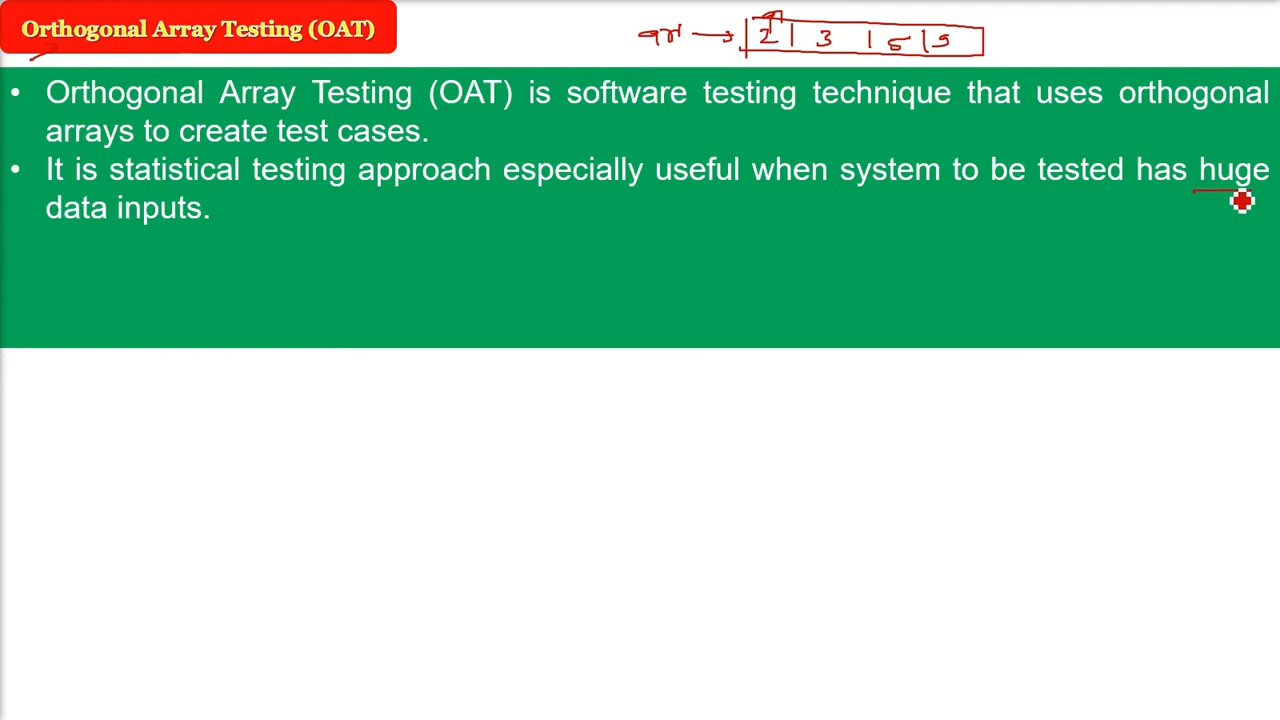 Orthogonal Array Testing (OAT)
arr → 2 | 3 | 5 | 5
• Orthogonal Array Testing (OAT) is software testing technique that uses orthogonal
arrays to create test cases.
• It is statistical testing approach especially useful when system to be tested has huge
data inputs.